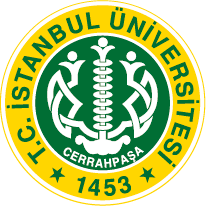 T.C. İSTANBUL ÜNİVERSİTESİ
CERRAHPAŞA
1453